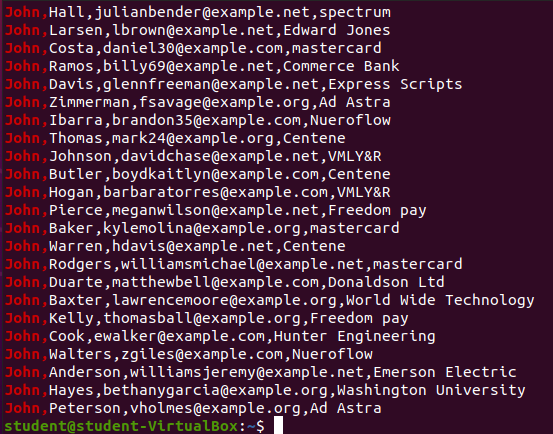 John,Hall,julianbender@example.net,spectrum
John,Larsen,lbrown@example.net,Edward Jones
John,Costa,daniel30@example.com,mastercard
John,Ramos,billy69@example.net,Commerce Bank
John,Davis,glennfreeman@example.net,Express Scripts
John,Zimmerman,fsavage@example.org,Ad Astra
John,Ibarra,brandon35@example.com,Nueroflow
John,Thomas,mark24@example.org,Centene
John,Johnson,davidchase@example.net,VMLY&R
John,Butler,boydkaitlyn@example.com,Centene
John,Hogan,barbaratorres@example.com,VMLY&R
John,Pierce,meganwilson@example.net,Freedom pay
John,Baker,kylemolina@example.org,mastercard
John,Warren,hdavis@example.net,Centene
John,Rodgers,williamsmichael@example.net,mastercard
John,Duarte,matthewbell@example.com,Donaldson Ltd
John,Baxter,lawrencemoore@example.org,World Wide Technology
John,Kelly,thomasball@example.org,Freedom pay
John,Cook,ewalker@example.com,Hunter Engineering
John,Walters,zgiles@example.com,Nueroflow
John,Anderson,williamsjeremy@example.net,Emerson Electric
John,Hayes,bethanygarcia@example.org,Washington University
John,Peterson,vholmes@example.org,Ad Astra
student@student-VirtualBox:~$